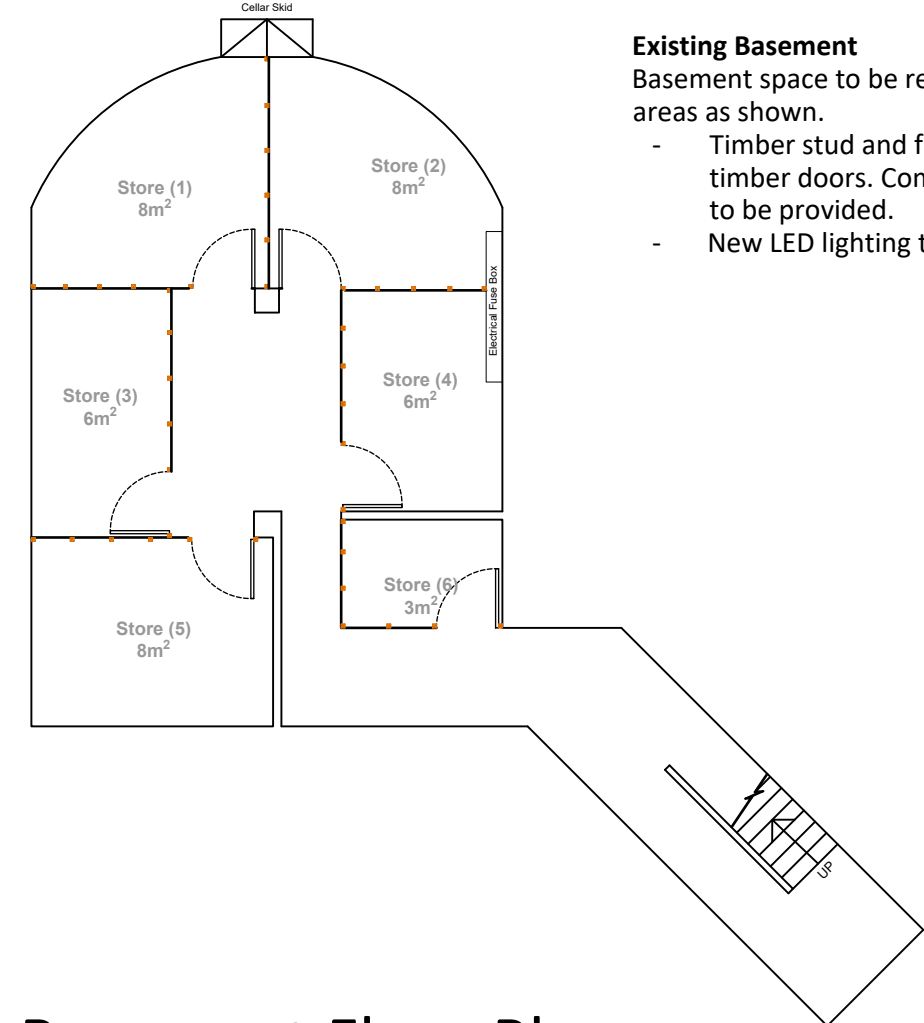 Cellar Skid
Existing Basement
Basement space to be
areas as shown.
- Timber stud and
timber doors.
to be provided.
- New LED lighting
Store (1)
8m²
Store (2)
8m²
Electrical Fuse Box
Store (3)
6m²
Store (4)
6m²
Store (5)
8m²
Store (6)
3m²
UP